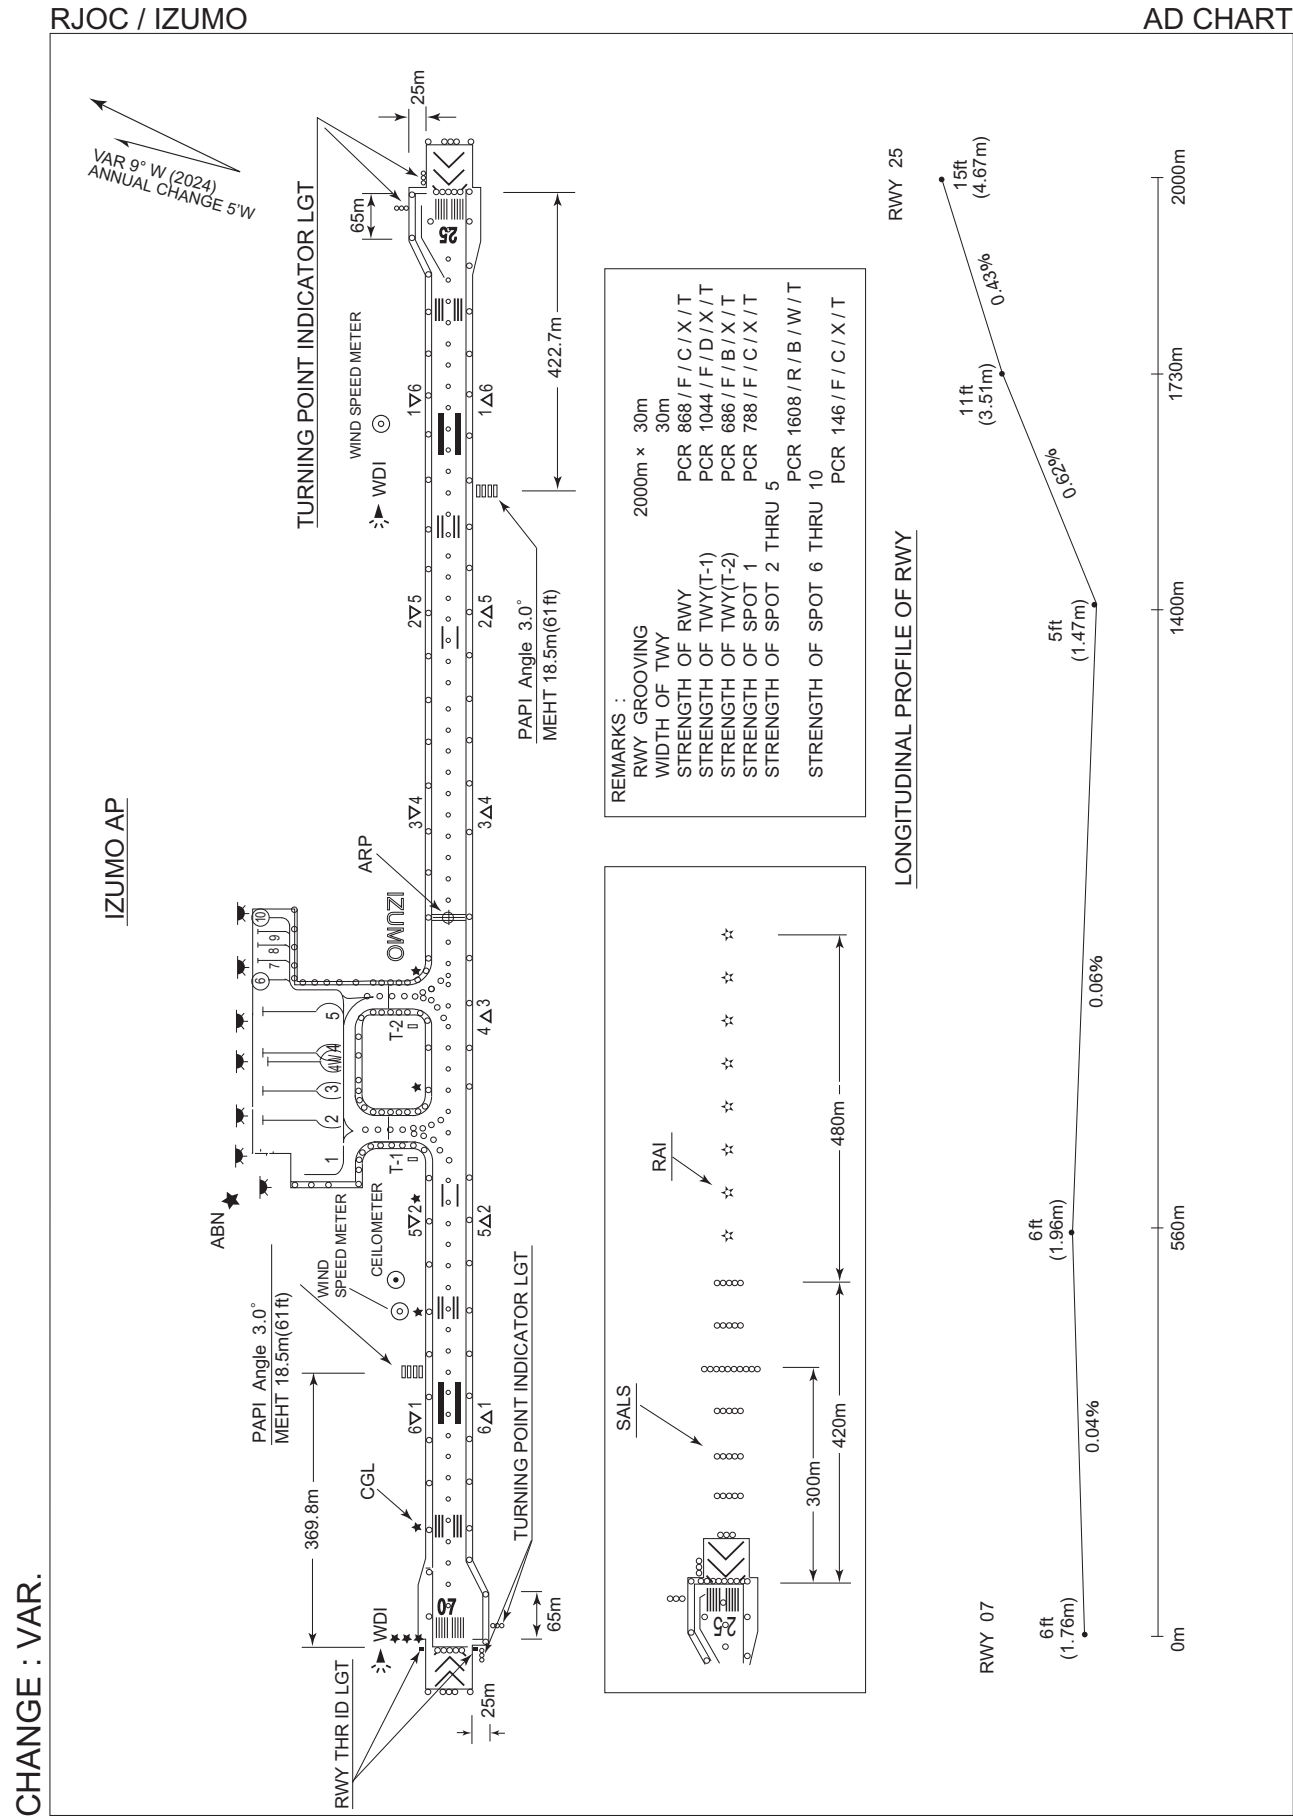 RJOC / IZUMO
AD CHART
CHANGE : VAR.
VAR 9° W (2024)
ANNUAL CHANGE 5'W
IZUMO AP
TURNING POINT INDICATOR LGT
25m
65m
25
WIND SPEED METER
WDI
422.7m
1 6
1 6
2 5
2 5
PAPI Angle 3.0°
MEHT 18.5m(61ft)
3 4
3 4
ARP
IZUMO
10
9
8
7
6
5
4
4W
3
2
1
T-2
T-1
4 3
ABN
5 2
5 2
CEILOMETER
WIND
SPEED METER
PAPI Angle 3.0°
MEHT 18.5m(61ft)
369.8m
6 1
6 1
CGL
TURNING POINT INDICATOR LGT
07
65m
25m
WDI
RWY THR ID LGT
REMARKS :
RWY GROOVING 2000m × 30m
WIDTH OF TWY 30m
STRENGTH OF RWY PCR 868 / F / C / X / T
STRENGTH OF TWY(T-1) PCR 1044 / F / D / X / T
STRENGTH OF TWY(T-2) PCR 686 / F / B / X / T
STRENGTH OF SPOT 1 PCR 788 / F / C / X / T
STRENGTH OF SPOT 2 THRU 5
PCR 1608 / R / B / W / T
STRENGTH OF SPOT 6 THRU 10
PCR 146 / F / C / X / T
SALS
RAI
25
300m
420m
480m
LONGITUDINAL PROFILE OF RWY
RWY 07
RWY 25
6ft
(1.76m)
0.04%
6ft
(1.96m)
0.06%
5ft
(1.47m)
0.62%
11ft
(3.51m)
0.43%
15ft
(4.67m)
0m
560m
1400m
1730m
2000m